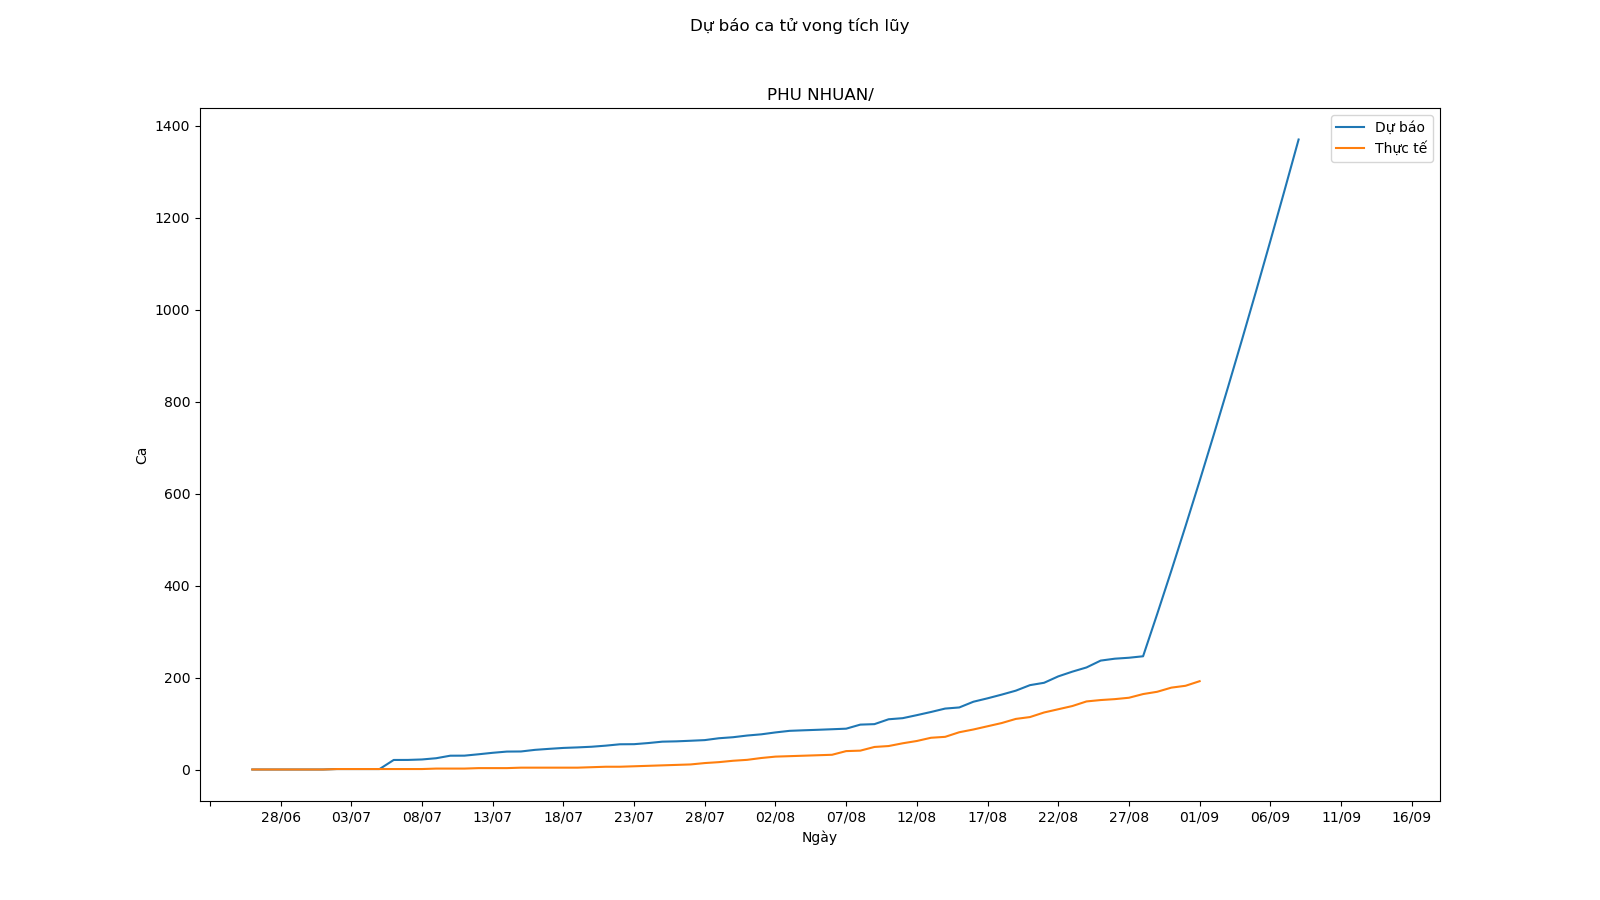 Dự báo ca tử vong tích lũy
PHU NHUAN/
1400
1200
1000
800
600
400
200
0
Ca
Dự báo
Thực tế
28/06 03/07 08/07 13/07 18/07 23/07 28/07 02/08 07/08 12/08 17/08 22/08 27/08 01/09 06/09 11/09 16/09
Ngày